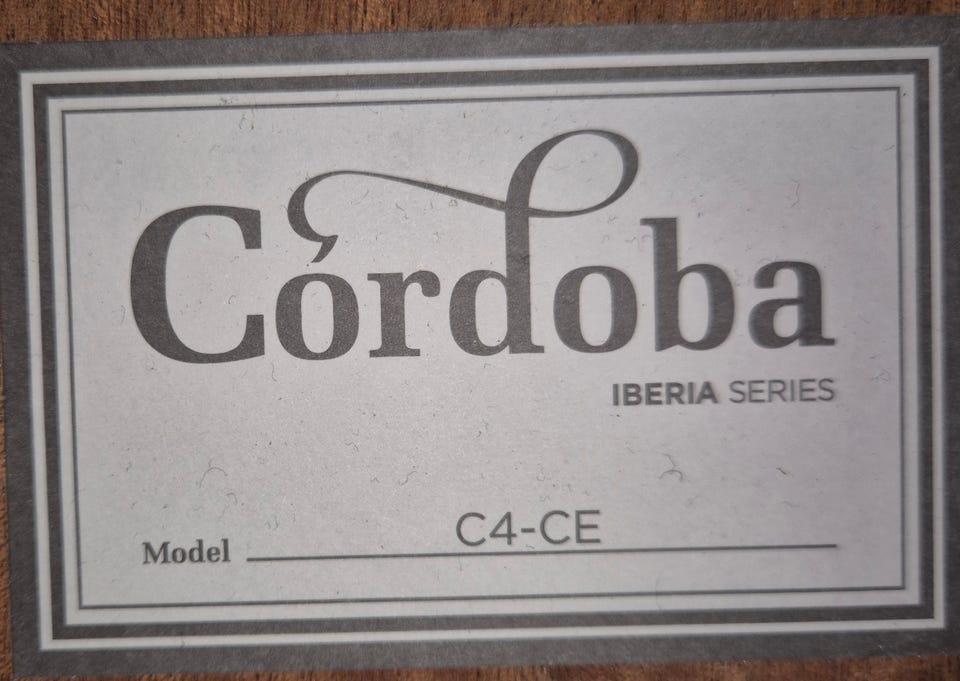 Córdoba
IBERIA SERIES
Model C4-CE